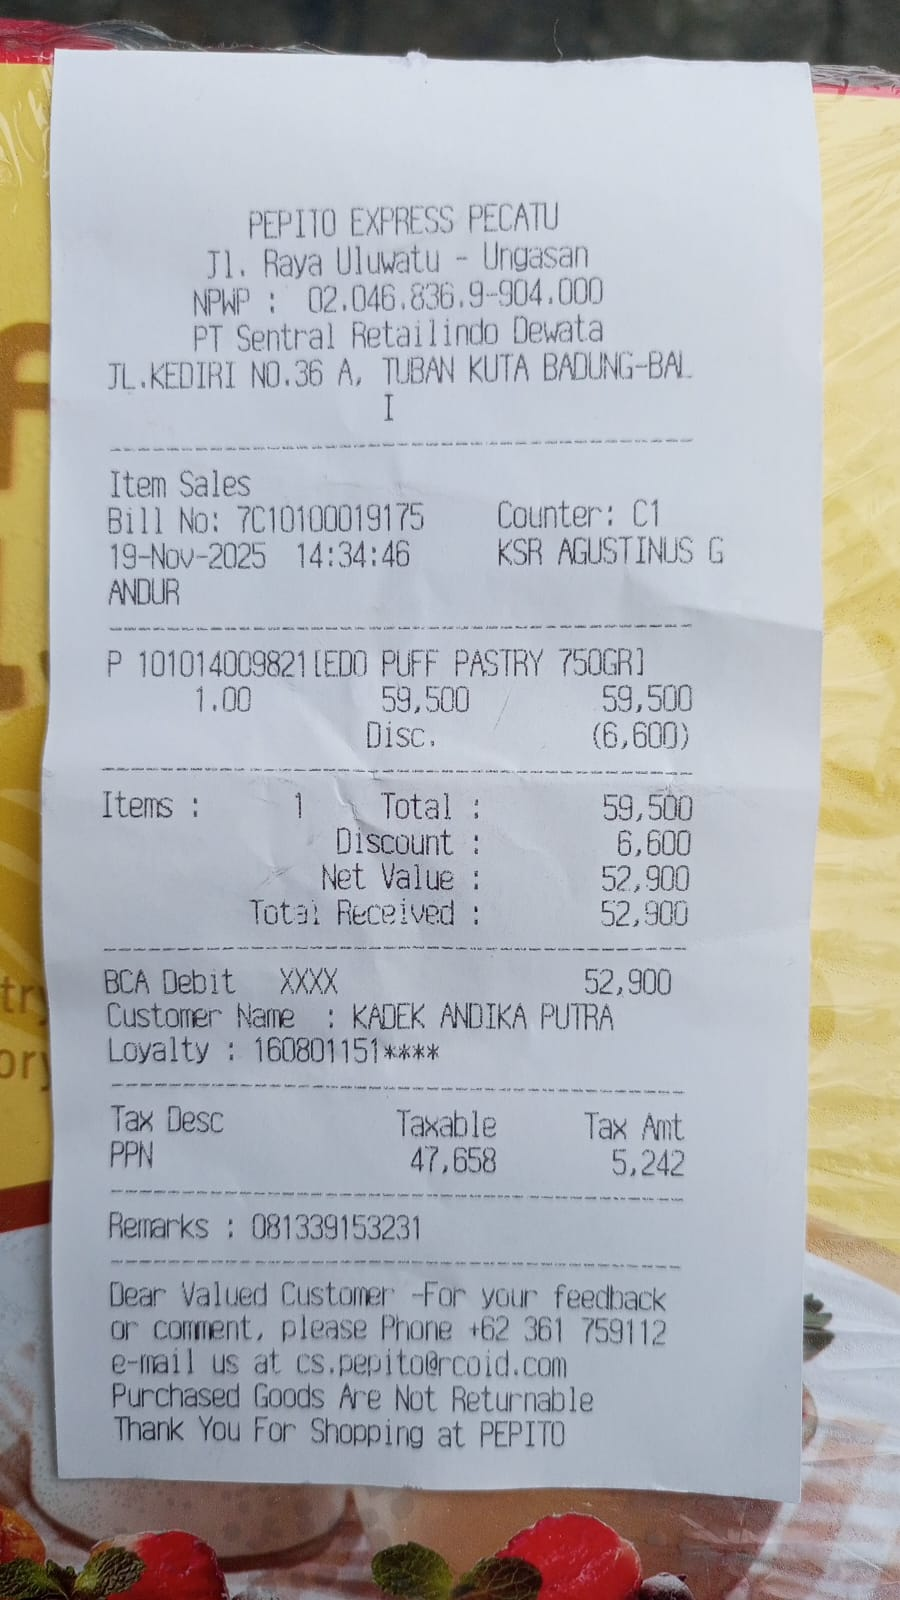 PEPITO EXPRESS PECATU
Jl. Raya Uluwatu - Ungasan
NPWP : 02.046.836.9-904.000
PT Sentral Retailindo Dewata
JL.KEDIRI NO.36 A, TUBAN KUTA BADUNG-BAL
I
Item Sales
Bill No: 7C10100019175 Counter: C1
19-Nov-2025 14:34:46 KSR AGUSTINUS G
ANDUR
P 101014009821[EDO PUFF PASTRY 750GR]
1.00 59,500 59,500
Disc. (6,600)
Items : 1 Total : 59,500
Discount : 6,600
Net Value : 52,900
Total Received : 52,900
BCA Debit XXXX 52,900
Customer Name : KADEK ANDIKA PUTRA
Loyalty : 160801151****
Tax Desc Taxable Tax Amt
PPN 47,658 5,242
Remarks : 081339153231
Dear Valued Customer -For your feedback
or comment, please Phone +62 361 759112
e-mail us at cs.pepito@rcoid.com
Purchased Goods Are Not Returnable
Thank You For Shopping at PEPITO